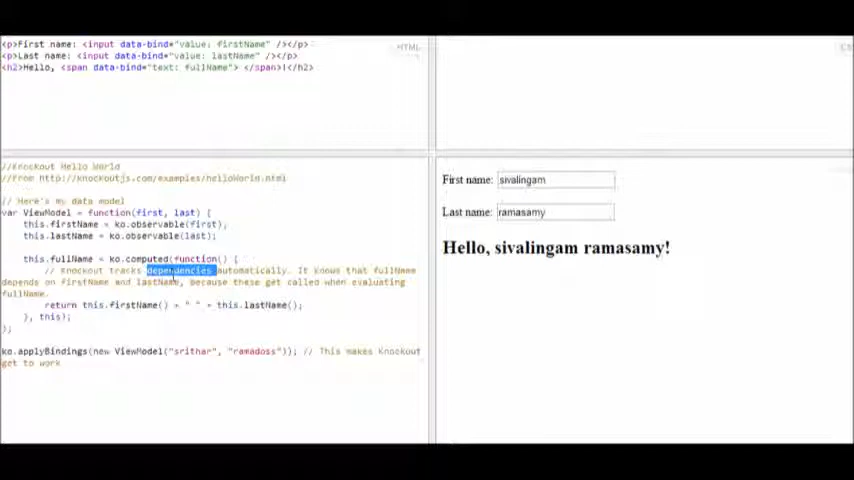 <p>First name: <input data-bind="value: firstName" /></p>
<p>Last name: <input data-bind="value: lastName" /></p>
<h2>Hello, <span data-bind="text: fullName"> </span>!</h2>
HTML
CS
//Knockout Hello World
//From http://knockoutjs.com/examples/helloWorld.html
// Here's my data model
var ViewModel = function(first, last) {
this.firstName = ko.observable(first);
this.lastName = ko.observable(last);
this.fullName = ko.computed(function() {
// Knockout tracks dependencies automatically. It knows that fullName
depends on firstName and lastName, because these get called when evaluating
fullName.
return this.firstName() + " " + this.lastName();
}, this);
};
ko.applyBindings(new ViewModel("srithar", "ramadoss")); // This makes Knockout
get to work
First name: sivalingam
Last name: ramasamy
Hello, sivalingam ramasamy!